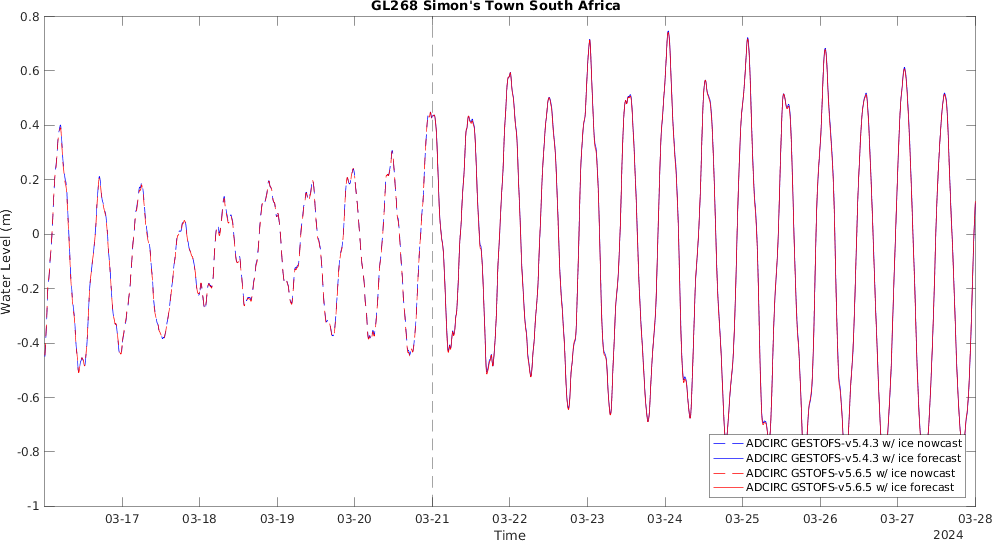 GL268 Simon's Town South Africa
0.8
0.6
0.4
0.2
0
-0.2
-0.4
-0.6
-0.8
-1
Water Level (m)
ADCIRC GESTOFS-v5.4.3 w/ ice nowcast
ADCIRC GESTOFS-v5.4.3 w/ ice forecast
ADCIRC GSTOFS-v5.6.5 w/ ice nowcast
ADCIRC GSTOFS-v5.6.5 w/ ice forecast
03-17 03-18 03-19 03-20 03-21 03-22 03-23 03-24 03-25 03-26 03-27 03-28
Time
2024